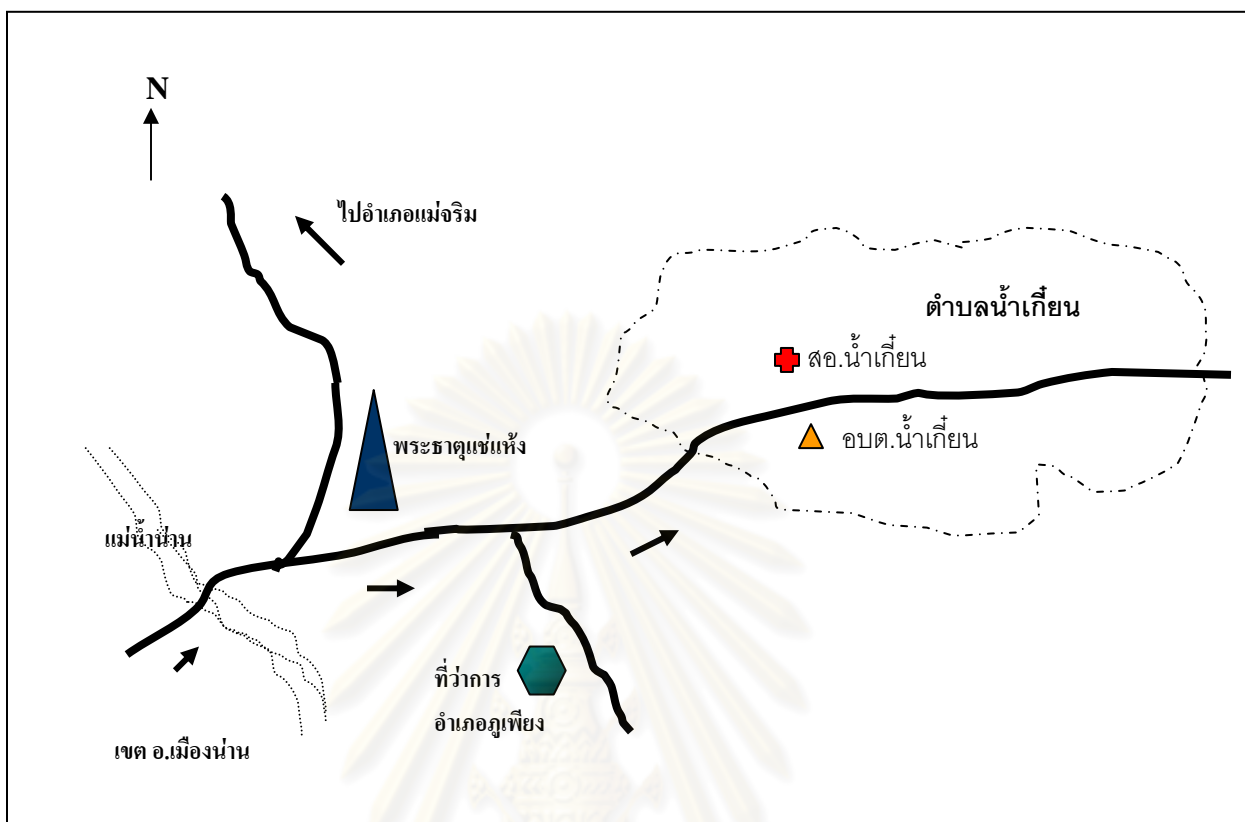 N
ไปอำเภอแม่จริม
ตำบลน้ำเกี๋ยน
สอ.น้ำเกี๋ยน
อบต.น้ำเกี๋ยน
พระธาตุแช่แห้ง
แม่น้ำน่าน
ที่ว่าการ
อำเภอภูเพียง
เขต อ.เมืองน่าน